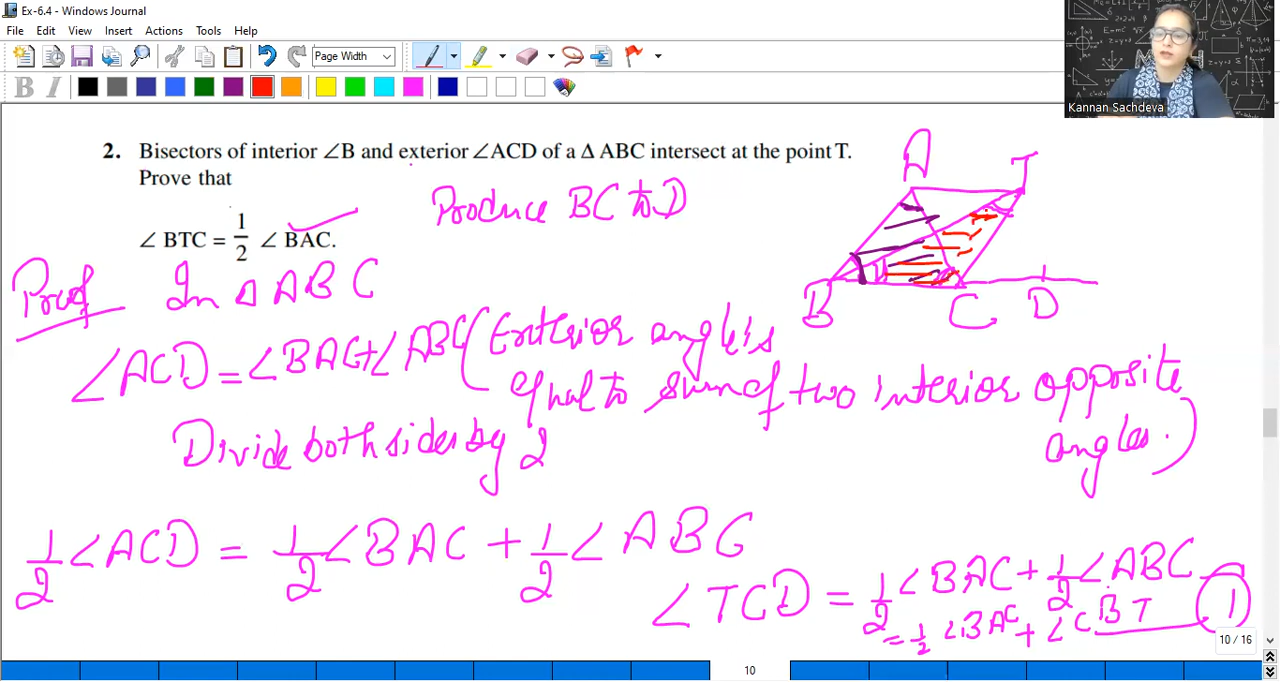 Ex-6.4 - Windows Journal
File Edit View Insert Actions Tools Help
Page Width
B I
Kannan Sachdeva
2. Bisectors of interior ∠B and exterior ∠ACD of a Δ ABC intersect at the point T.
Prove that
∠ BTC = 1/2 ∠ BAC.
Produce BC to D
A T
B C D
Proof In Δ ABC
∠ACD = ∠BAC + ∠ABC (Exterior angle is
equal to sum of two interior opposite
angles.)
Divide both sides by 2
1/2 ∠ACD = 1/2 ∠BAC + 1/2 ∠ABC
∠TCD = 1/2 ∠BAC + 1/2 ∠ABC
= 1/2 ∠BAC + ∠CBT 1
10 / 16
10